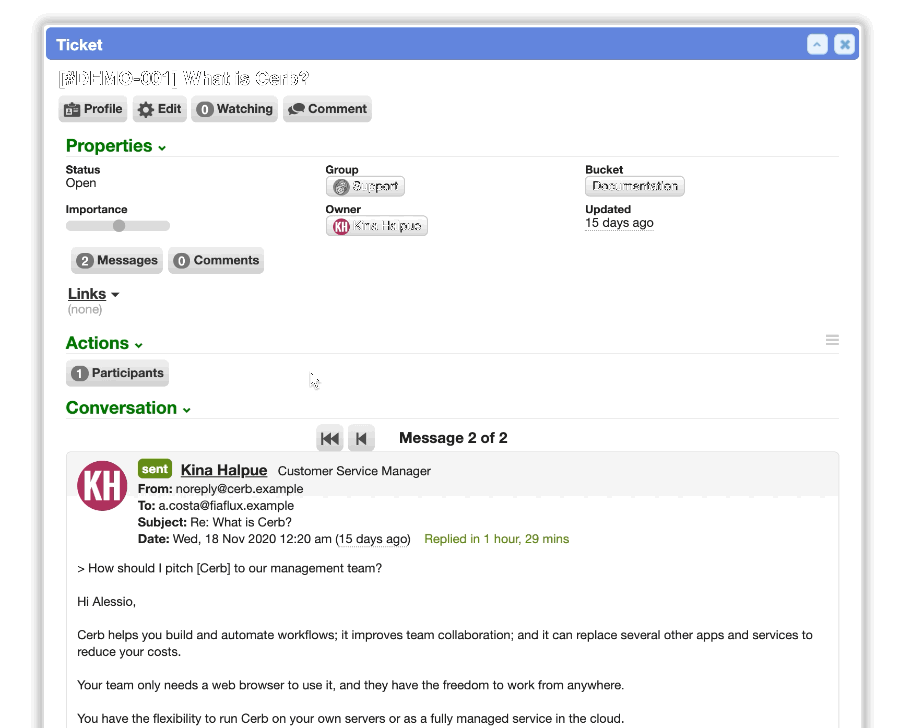 Ticket
[#DEMO-001] What is Cerb?
Profile Edit 0 Watching Comment
Properties
Status Group Bucket
Open Support Documentation
Importance Owner Updated
KH Kina Halpue 15 days ago
2 Messages 0 Comments
Links
(none)
Actions
1 Participants
Conversation
Message 2 of 2
KH
sent Kina Halpue Customer Service Manager
From: noreply@cerb.example
To: a.costa@fiaflux.example
Subject: Re: What is Cerb?
Date: Wed, 18 Nov 2020 12:20 am (15 days ago) Replied in 1 hour, 29 mins
> How should I pitch [Cerb] to our management team?
Hi Alessio,
Cerb helps you build and automate workflows; it improves team collaboration; and it can replace several other apps and services to
reduce your costs.
Your team only needs a web browser to use it, and they have the freedom to work from anywhere.
You have the flexibility to run Cerb on your own servers or as a fully managed service in the cloud.